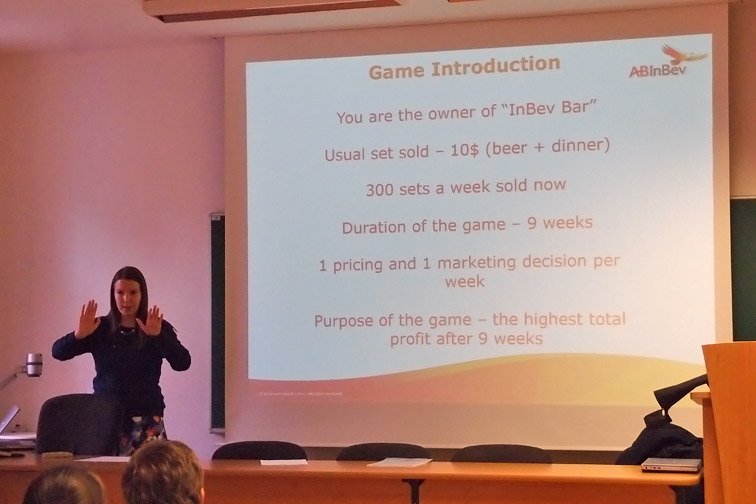 Game Introduction
ABInBev
You are the owner of “InBev Bar”
Usual set sold – 10$ (beer + dinner)
300 sets a week sold now
Duration of the game – 9 weeks
1 pricing and 1 marketing decision per
week
Purpose of the game – the highest total
profit after 9 weeks